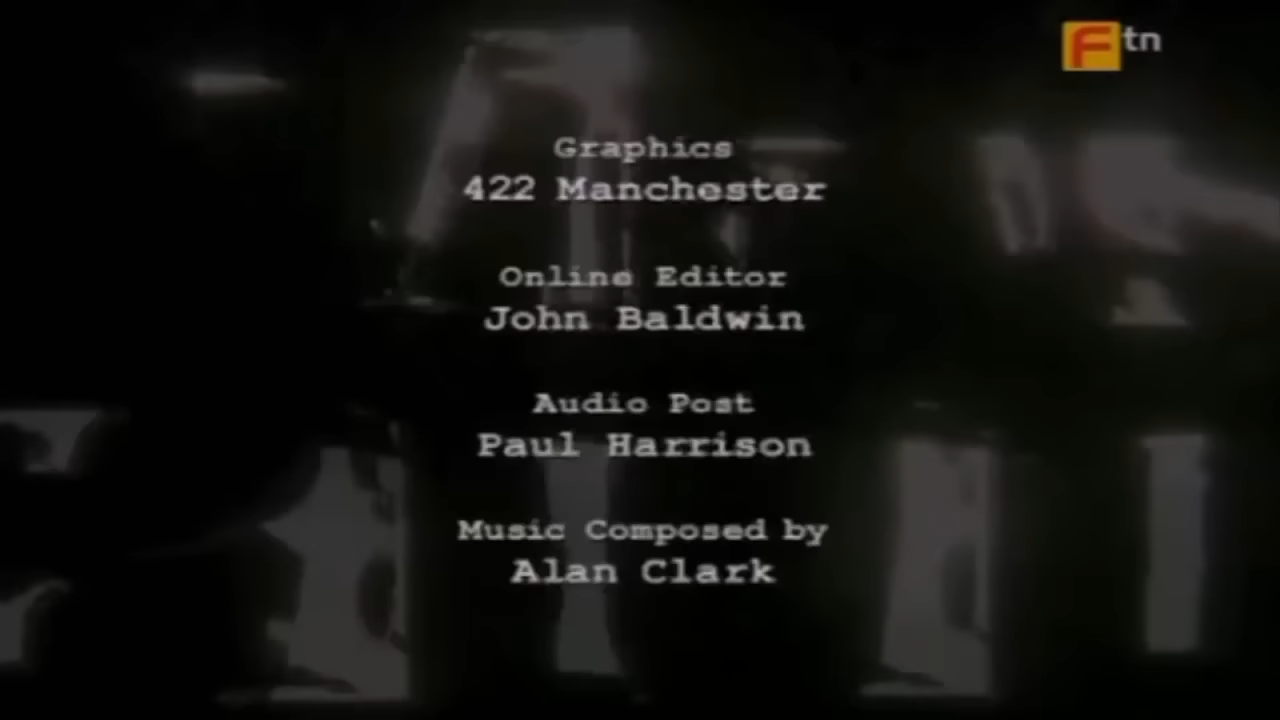 Ftn
Graphics
422 Manchester
Online Editor
John Baldwin
Audio Post
Paul Harrison
Music Composed by
Alan Clark